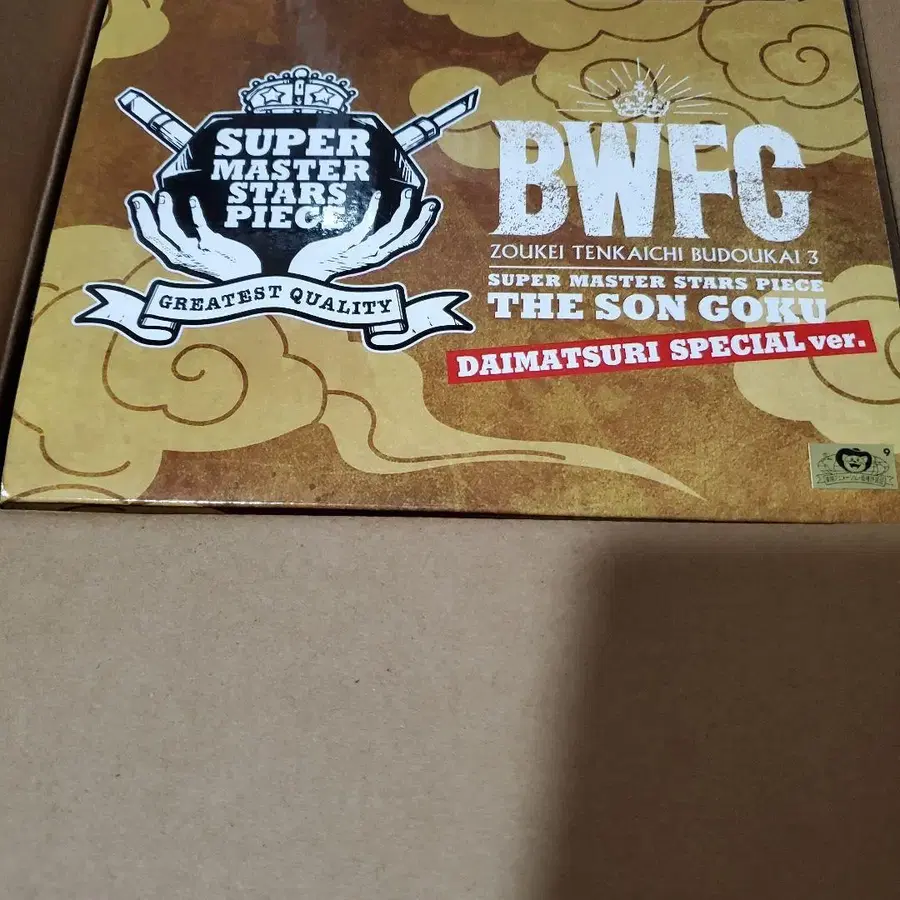 SUPER
MASTER
STARS
PIECE
GREATEST QUALITY
BWFC
ZOUKEI TENKAICHI BUDOUKAI 3
SUPER MASTER STARS PIECE
THE SON GOKU
DAIMATSURI SPECIAL ver.
9